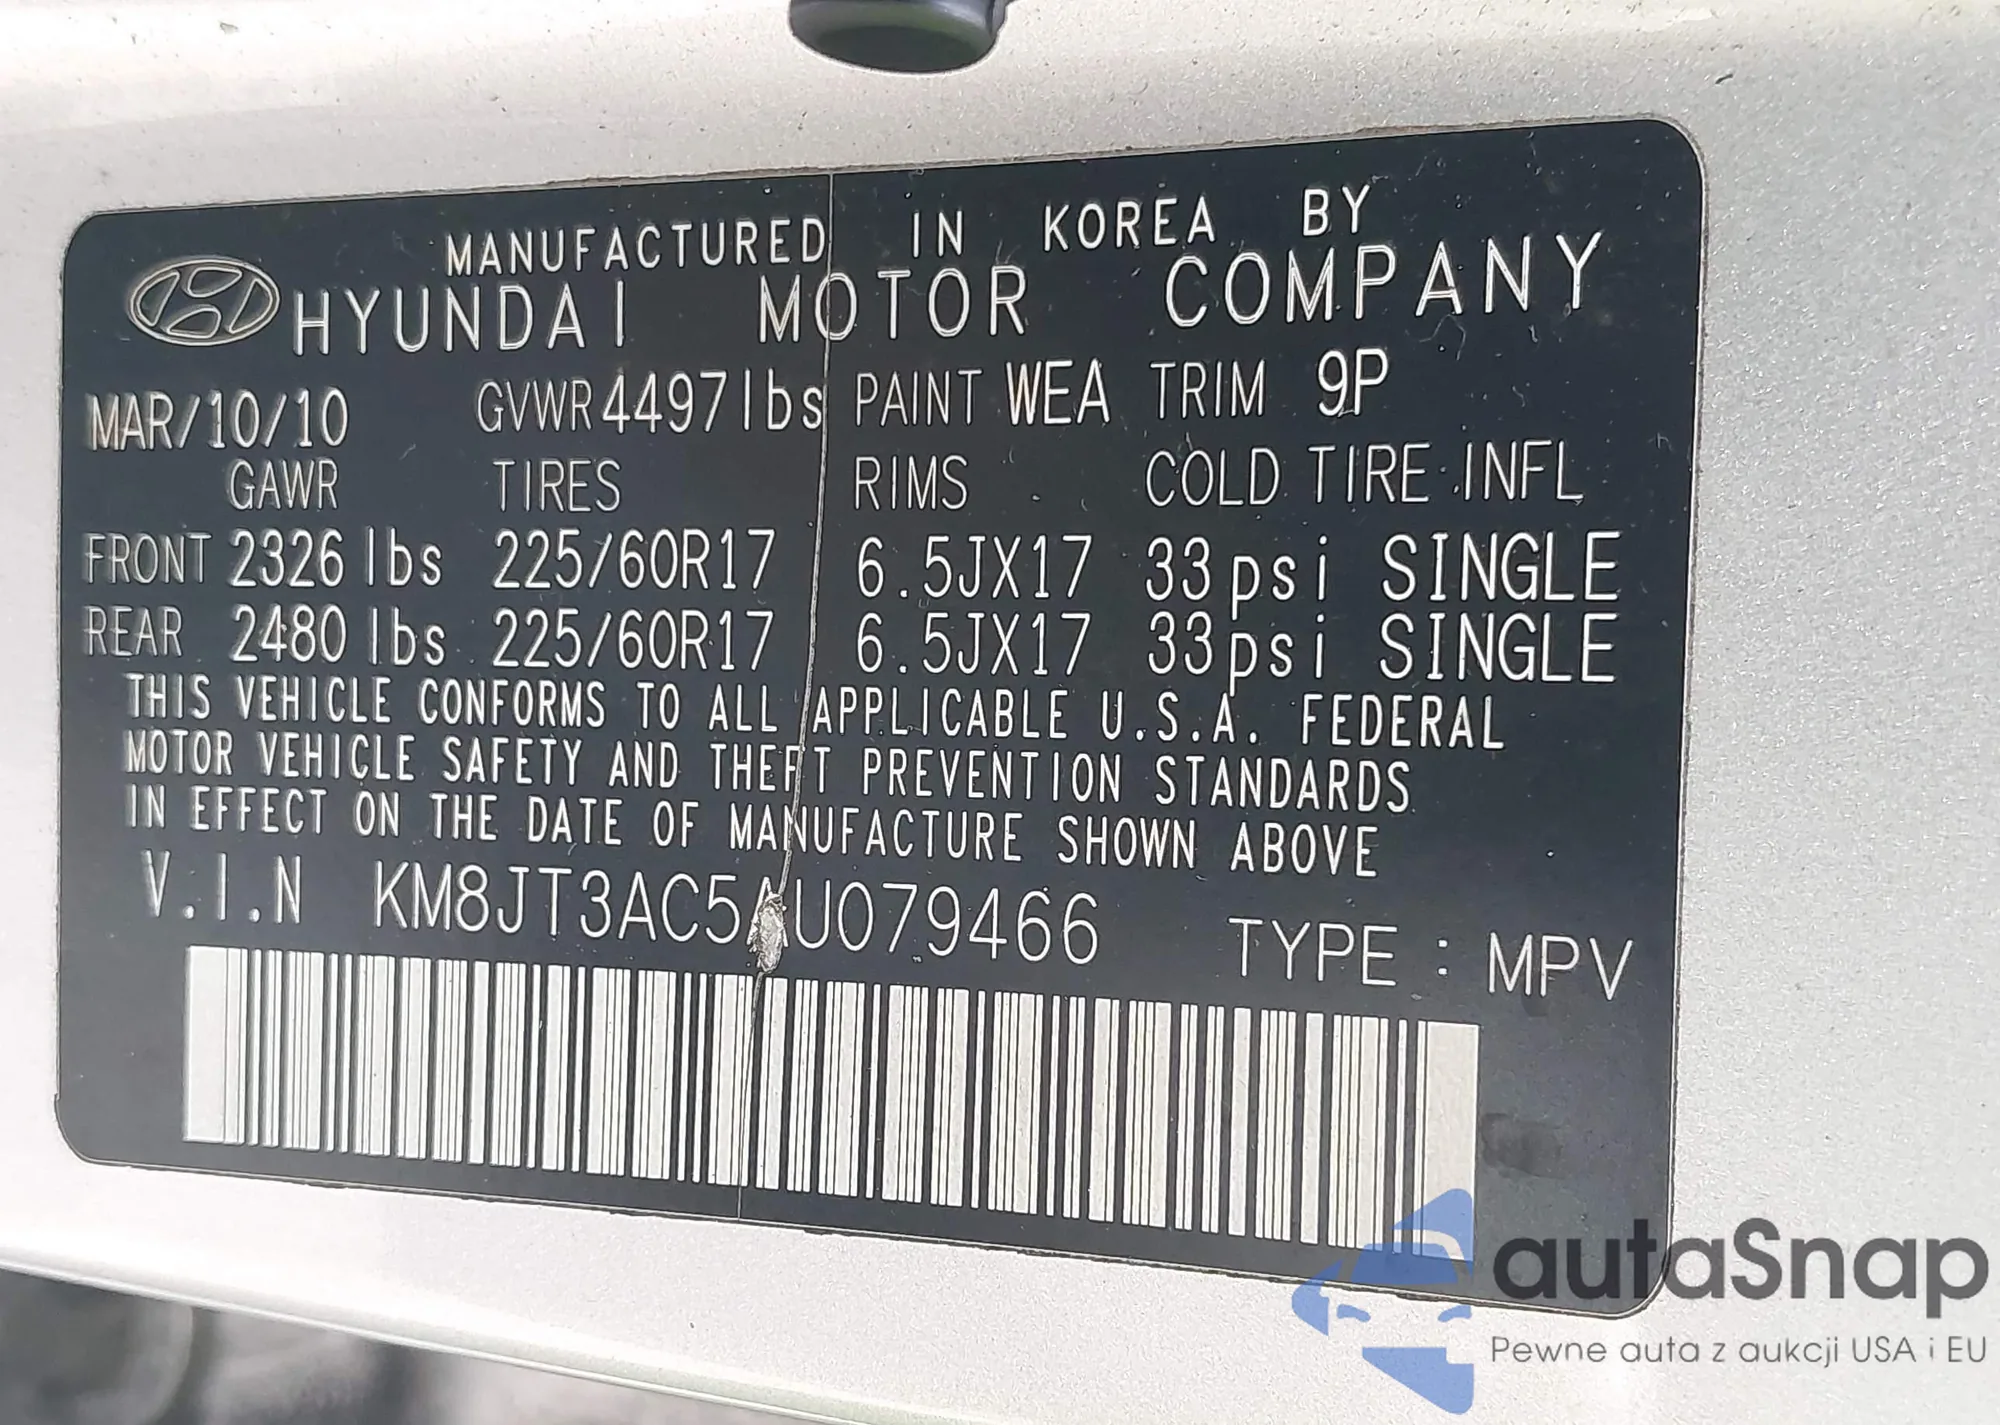 MANUFACTURED IN KOREA BY
HYUNDAI MOTOR COMPANY
MAR/10/10 GVWR 4497lbs PAINT WEA TRIM 9P
GAWR TIRES RIMS COLD TIRE INFL
FRONT 2326 lbs 225/60R17 6.5JX17 33psi SINGLE
REAR 2480 lbs 225/60R17 6.5JX17 33psi SINGLE
THIS VEHICLE CONFORMS TO ALL APPLICABLE U.S.A. FEDERAL
MOTOR VEHICLE SAFETY AND THEFT PREVENTION STANDARDS
IN EFFECT ON THE DATE OF MANUFACTURE SHOWN ABOVE
V.I.N KM8JT3AC5AU079466 TYPE : MPV
autaSnap
Pewne auta z aukcji USA i EU